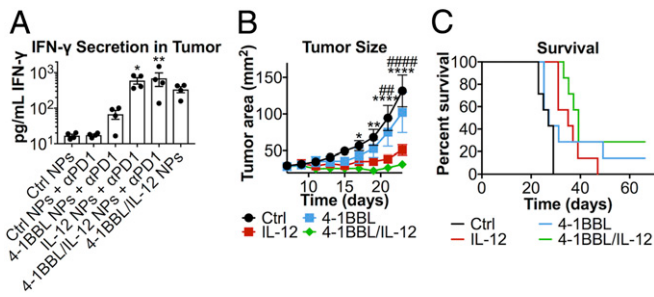 A
IFN-γ Secretion in Tumor
pg/mL IFN-γ
10³
10²
10¹
*
**
Ctrl NPs
Ctrl NPs + αPD1
4-1BBL NPs + αPD1
IL-12 NPs + αPD1
4-1BBL/IL-12 NPs + αPD1
4-1BBL/IL-12 NPs
B
Tumor Size
Tumor area (mm²)
150
100
50
10 15 20
Time (days)
*
**
##
****
####
****
Ctrl
4-1BBL
IL-12
4-1BBL/IL-12
C
Survival
Percent survival
100
80
60
40
20
0
0 20 40 60
Time (days)
Ctrl
4-1BBL
IL-12
4-1BBL/IL-12